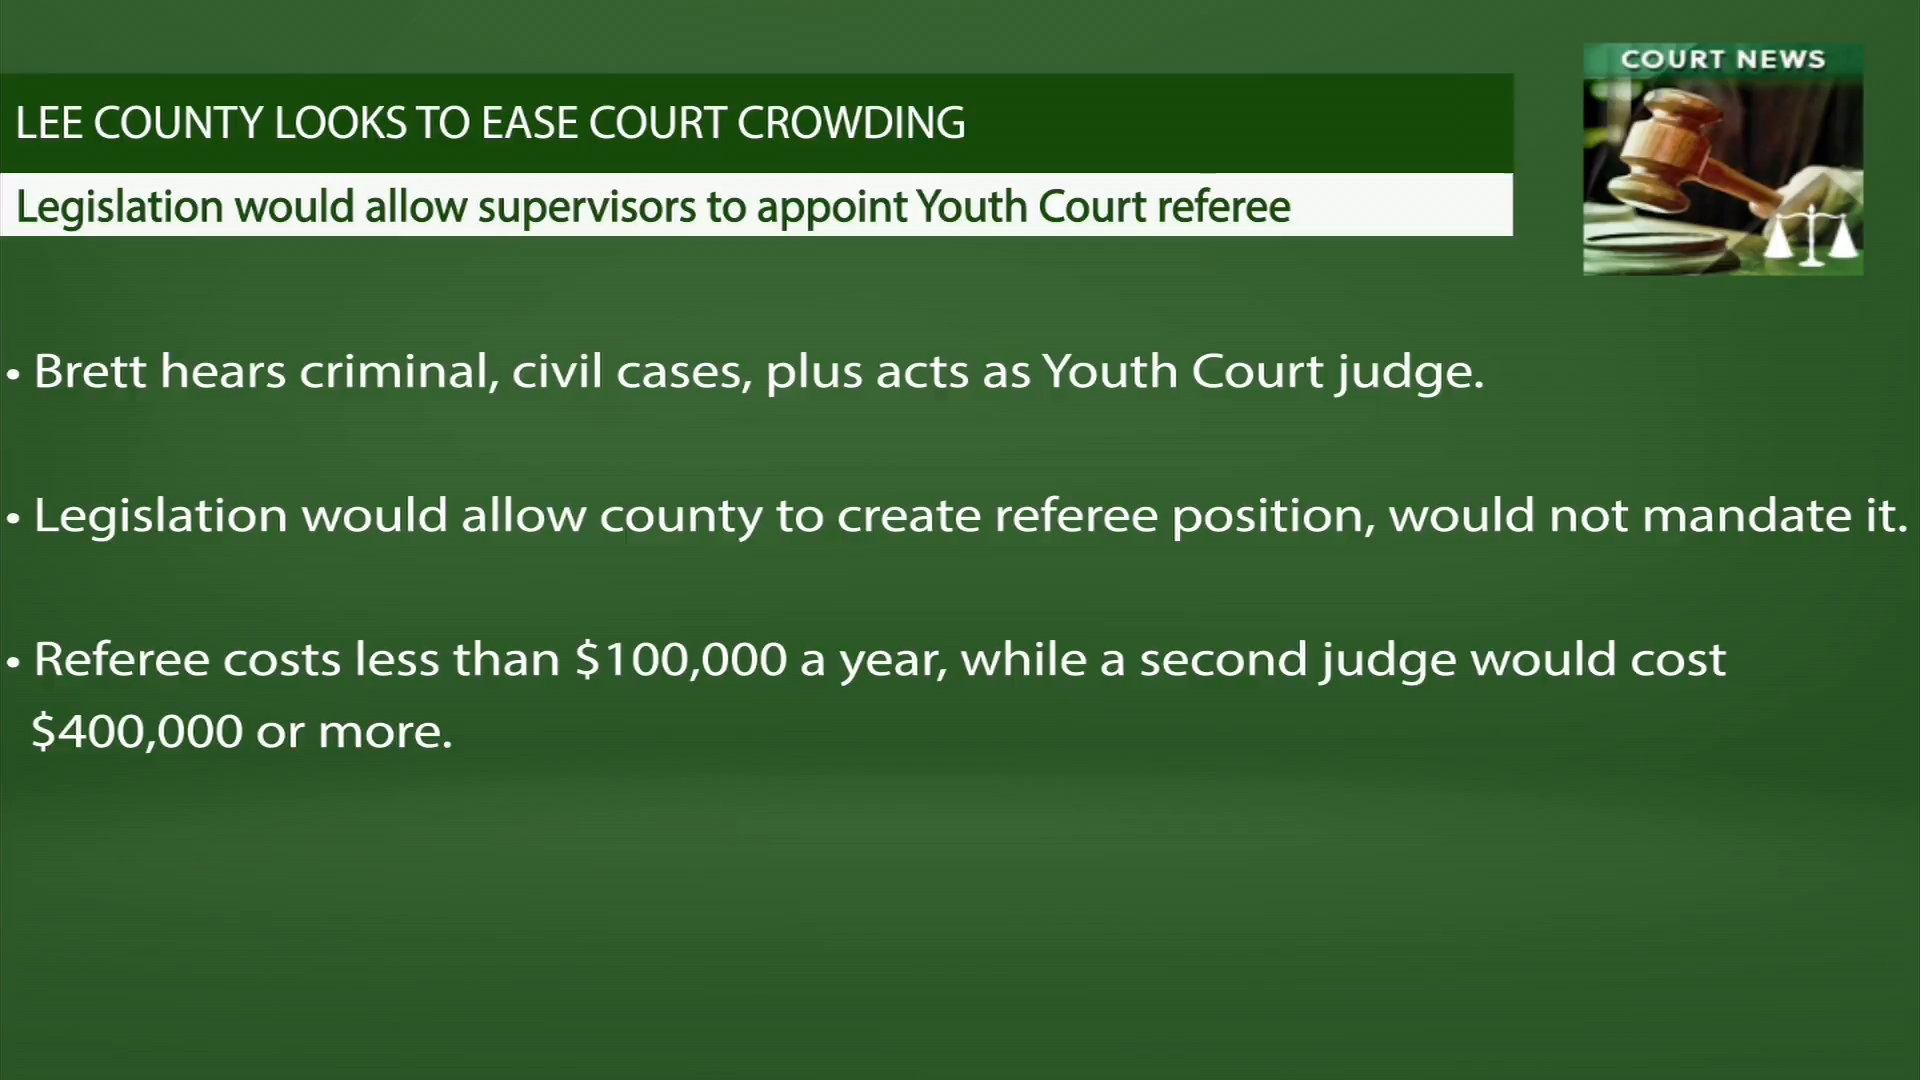 COURT NEWS
LEE COUNTY LOOKS TO EASE COURT CROWDING
Legislation would allow supervisors to appoint Youth Court referee
• Brett hears criminal, civil cases, plus acts as Youth Court judge.
• Legislation would allow county to create referee position, would not mandate it.
• Referee costs less than $100,000 a year, while a second judge would cost
$400,000 or more.